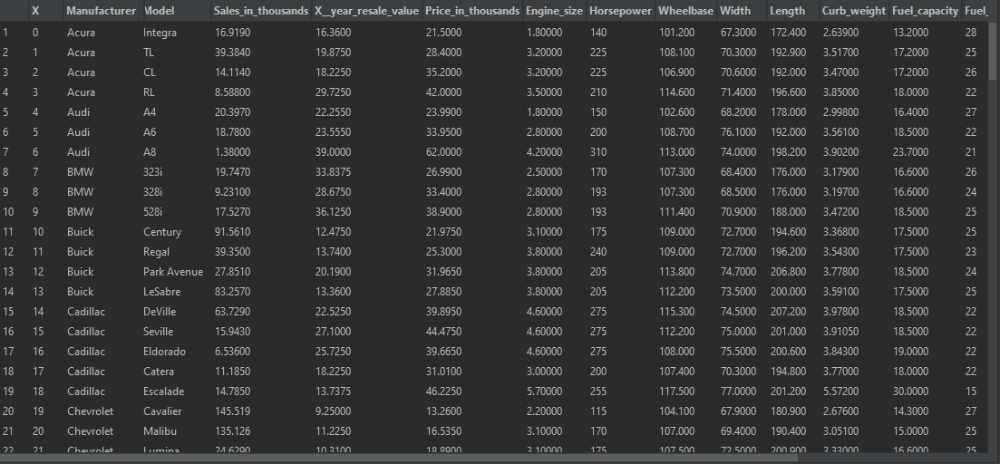 X Manufacturer Model Sales_in_thousands X__year_resale_value Price_in_thousands Engine_size Horsepower Wheelbase Width Length Curb_weight Fuel_capacity Fuel_
1 0 Acura Integra 16.9190 16.3600 21.5000 1.80000 140 101.200 67.3000 172.400 2.63900 13.2000 28
2 1 Acura TL 39.3840 19.8750 28.4000 3.20000 225 108.100 70.3000 192.900 3.51700 17.2000 25
3 2 Acura CL 14.1140 18.2250 35.2000 3.20000 225 106.900 70.6000 192.000 3.47000 17.2000 26
4 3 Acura RL 8.58800 29.7250 42.0000 3.50000 210 114.600 71.4000 196.600 3.85000 18.0000 22
5 4 Audi A4 20.3970 22.2550 23.9900 1.80000 150 102.600 68.2000 178.000 2.99800 16.4000 27
6 5 Audi A6 18.7800 23.5550 33.9500 2.80000 200 108.700 76.1000 192.000 3.56100 18.5000 22
7 6 Audi A8 1.38000 39.0000 62.0000 4.20000 310 113.000 74.0000 198.200 3.90200 23.7000 21
8 7 BMW 323i 19.7470 33.8375 26.9900 2.50000 170 107.300 68.4000 176.000 3.17900 16.6000 26
9 8 BMW 328i 9.23100 28.6750 33.4000 2.80000 193 107.300 68.5000 176.000 3.19700 16.6000 24
10 9 BMW 528i 17.5270 36.1250 38.9000 2.80000 193 111.400 70.9000 188.000 3.47200 18.5000 25
11 10 Buick Century 91.5610 12.4750 21.9750 3.10000 175 109.000 72.7000 194.600 3.36800 17.5000 25
12 11 Buick Regal 39.3500 13.7400 25.3000 3.80000 240 109.000 72.7000 196.200 3.54300 17.5000 23
13 12 Buick Park Avenue 27.8510 20.1900 31.9650 3.80000 205 113.800 74.7000 206.800 3.77800 18.5000 24
14 13 Buick LeSabre 83.2570 13.3600 27.8850 3.80000 205 112.200 73.5000 200.000 3.59100 17.5000 25
15 14 Cadillac DeVille 63.7290 22.5250 39.8950 4.60000 275 115.300 74.5000 207.200 3.97800 18.5000 22
16 15 Cadillac Seville 15.9430 27.1000 44.4750 4.60000 275 112.200 75.0000 201.000 3.91050 18.5000 22
17 16 Cadillac Eldorado 6.53600 25.7250 39.6650 4.60000 275 108.000 75.5000 200.600 3.84300 19.0000 22
18 17 Cadillac Catera 11.1850 18.2250 31.0100 3.00000 200 107.400 70.3000 194.800 3.77000 18.0000 22
19 18 Cadillac Escalade 14.7850 13.7375 46.2250 5.70000 255 117.500 77.0000 201.200 5.57200 30.0000 15
20 19 Chevrolet Cavalier 145.519 9.25000 13.2600 2.20000 115 104.100 67.9000 180.900 2.67600 14.3000 27
21 20 Chevrolet Malibu 135.126 11.2250 16.5350 3.10000 170 107.000 69.4000 190.400 3.05100 15.0000 25
22 21 Chevrolet Lumina 24.6290 10.3100 18.8900 3.10000 175 107.500 72.5000 200.900 3.33000 16.6000 25